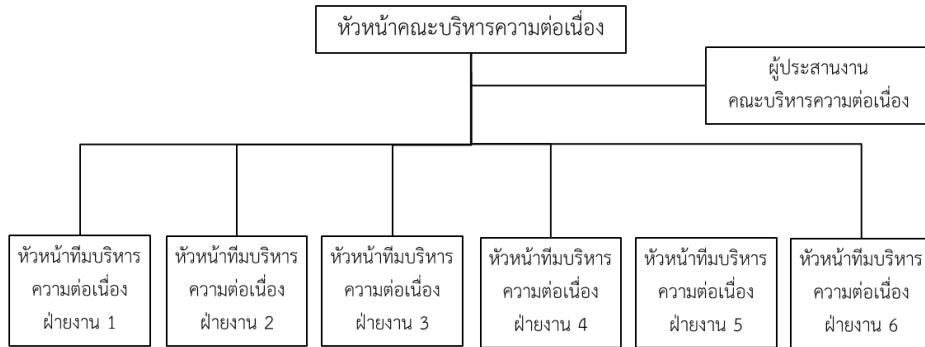 หัวหน้าคณะบริหารความต่อเนื่อง
ผู้ประสานงาน
คณะบริหารความต่อเนื่อง
หัวหน้าทีมบริหาร
ความต่อเนื่อง
ฝ่ายงาน 1
หัวหน้าทีมบริหาร
ความต่อเนื่อง
ฝ่ายงาน 2
หัวหน้าทีมบริหาร
ความต่อเนื่อง
ฝ่ายงาน 3
หัวหน้าทีมบริหาร
ความต่อเนื่อง
ฝ่ายงาน 4
หัวหน้าทีมบริหาร
ความต่อเนื่อง
ฝ่ายงาน 5
หัวหน้าทีมบริหาร
ความต่อเนื่อง
ฝ่ายงาน 6